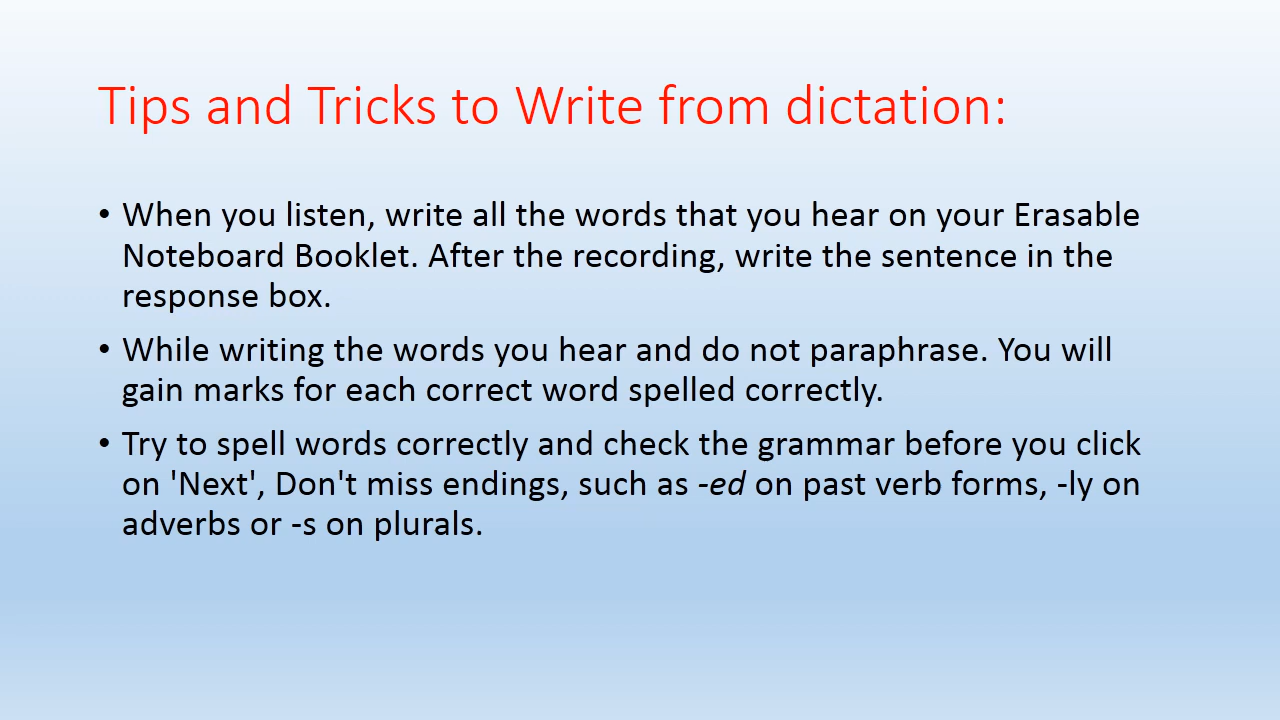 Tips and Tricks to Write from dictation:
• When you listen, write all the words that you hear on your Erasable
Noteboard Booklet. After the recording, write the sentence in the
response box.
• While writing the words you hear and do not paraphrase. You will
gain marks for each correct word spelled correctly.
• Try to spell words correctly and check the grammar before you click
on 'Next', Don't miss endings, such as -ed on past verb forms, -ly on
adverbs or -s on plurals.